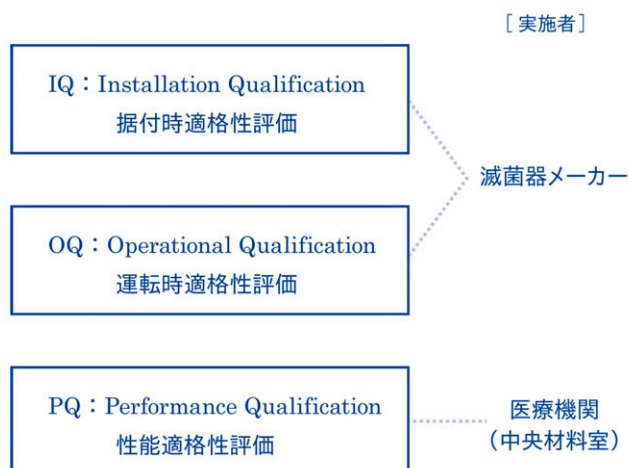 [実施者]
IQ：Installation Qualification
据付時適格性評価
滅菌器メーカー
OQ：Operational Qualification
運転時適格性評価
PQ：Performance Qualification
性能適格性評価
医療機関
（中央材料室）